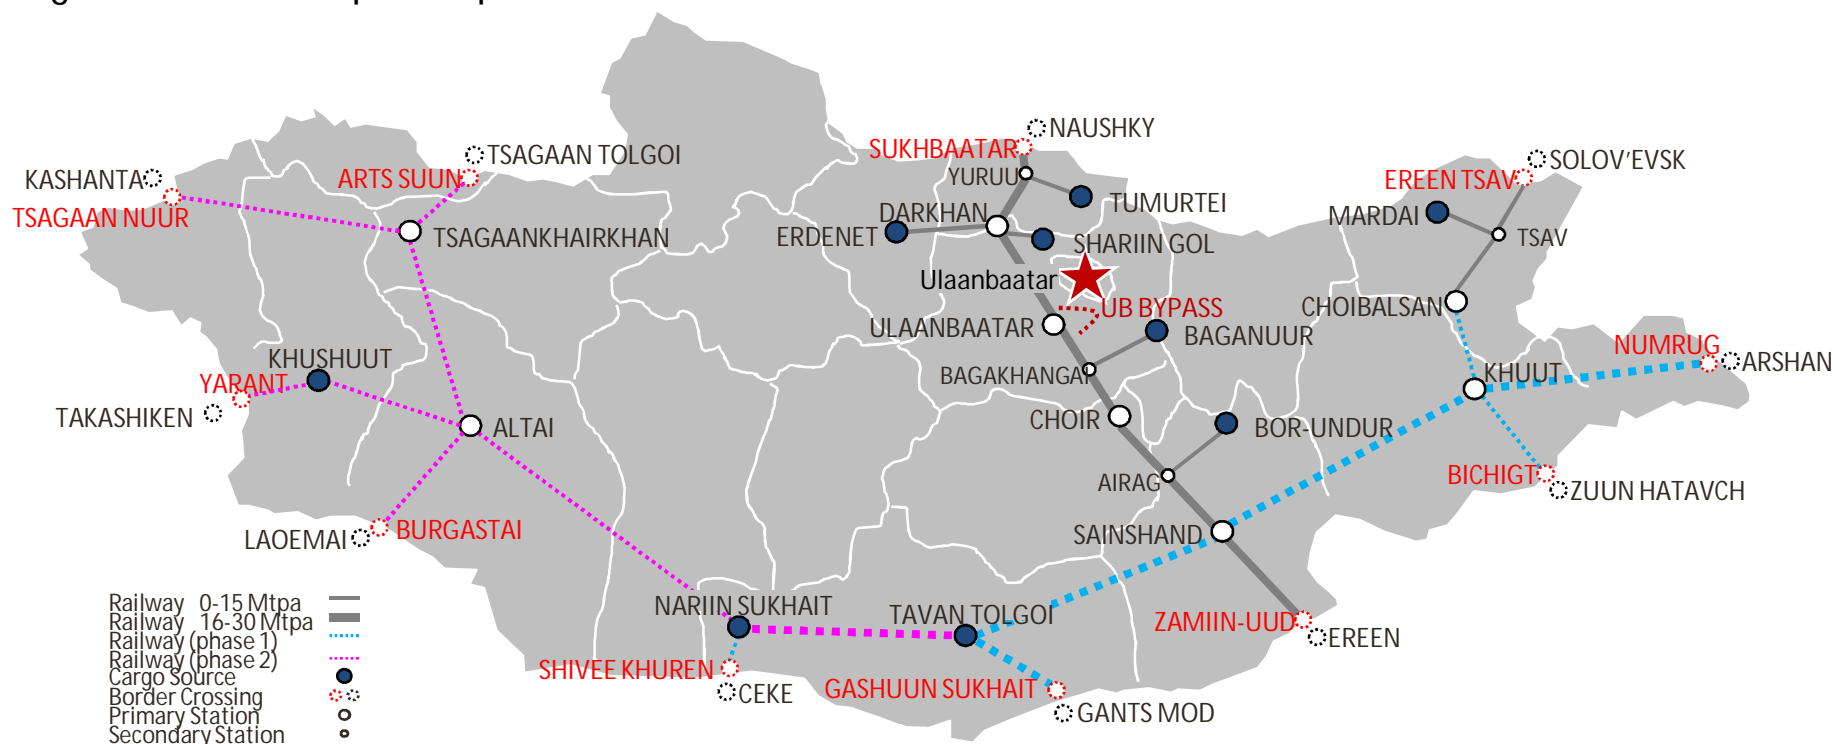 NAUSHKY
SUKHBAATAR
TSAGAAN TOLGOI
SOLOV'EVSK
KASHANTA
ARTS SUUN
YURUU
EREEN TSAV
TSAGAAN NUUR
DARKHAN
TUMURTEI
MARDAI
TSAGAANKHAIRKHAN
ERDENET
SHARIIN GOL
TSAV
Ulaanbaatar
UB BYPASS
CHOIBALSAN
ULAANBAATAR
BAGANUUR
NUMRUG
ARSHAN
KHUSHUUT
YARANT
BAGAKHANGAI
KHUUT
TAKASHIKEN
ALTAI
CHOIR
BOR-UNDUR
BICHIGT
AIRAG
ZUUN HATAVCH
LAOEMAI
BURGASTAI
SAINSHAND
NARIIN SUKHAIT
TAVAN TOLGOI
ZAMIIN-UUD
EREEN
SHIVEE KHUREN
CEKE
GASHUUN SUKHAIT
GANTS MOD
Railway 0-15 Mtpa
Railway 16-30 Mtpa
Railway (phase 1)
Railway (phase 2)
Cargo Source
Border Crossing
Primary Station
Secondary Station